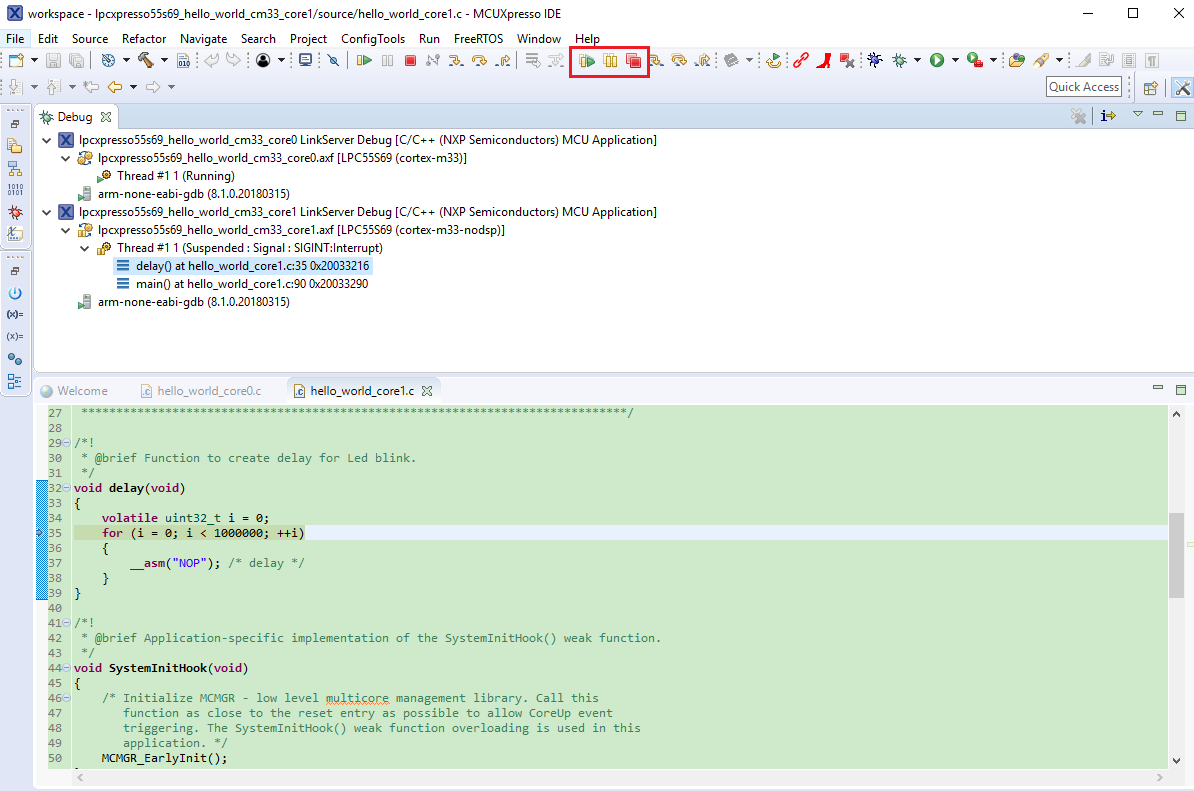 workspace - lpcxpresso55s69_hello_world_cm33_core1/source/hello_world_core1.c - MCUXpresso IDE
File Edit Source Refactor Navigate Search Project ConfigTools Run FreeRTOS Window Help
010
Quick Access
Debug
lpcxpresso55s69_hello_world_cm33_core0 LinkServer Debug [C/C++ (NXP Semiconductors) MCU Application]
lpcxpresso55s69_hello_world_cm33_core0.axf [LPC55S69 (cortex-m33)]
Thread #1 1 (Running)
arm-none-eabi-gdb (8.1.0.20180315)
lpcxpresso55s69_hello_world_cm33_core1 LinkServer Debug [C/C++ (NXP Semiconductors) MCU Application]
lpcxpresso55s69_hello_world_cm33_core1.axf [LPC55S69 (cortex-m33-nodsp)]
Thread #1 1 (Suspended : Signal : SIGINT:Interrupt)
delay() at hello_world_core1.c:35 0x20033216
main() at hello_world_core1.c:90 0x20033290
arm-none-eabi-gdb (8.1.0.20180315)
1010
0101
(x)=
(x)=
Welcome hello_world_core0.c hello_world_core1.c
27 *******************************************************************************/
28
29 /*!
30 * @brief Function to create delay for Led blink.
31 */
32 void delay(void)
33 {
34 volatile uint32_t i = 0;
35 for (i = 0; i < 1000000; ++i)
36 {
37 __asm("NOP"); /* delay */
38 }
39 }
40
41 /*!
42 * @brief Application-specific implementation of the SystemInitHook() weak function.
43 */
44 void SystemInitHook(void)
45 {
46 /* Initialize MCMGR - low level multicore management library. Call this
47 function as close to the reset entry as possible to allow CoreUp event
48 triggering. The SystemInitHook() weak function overloading is used in this
49 application. */
50 MCMGR_EarlyInit();